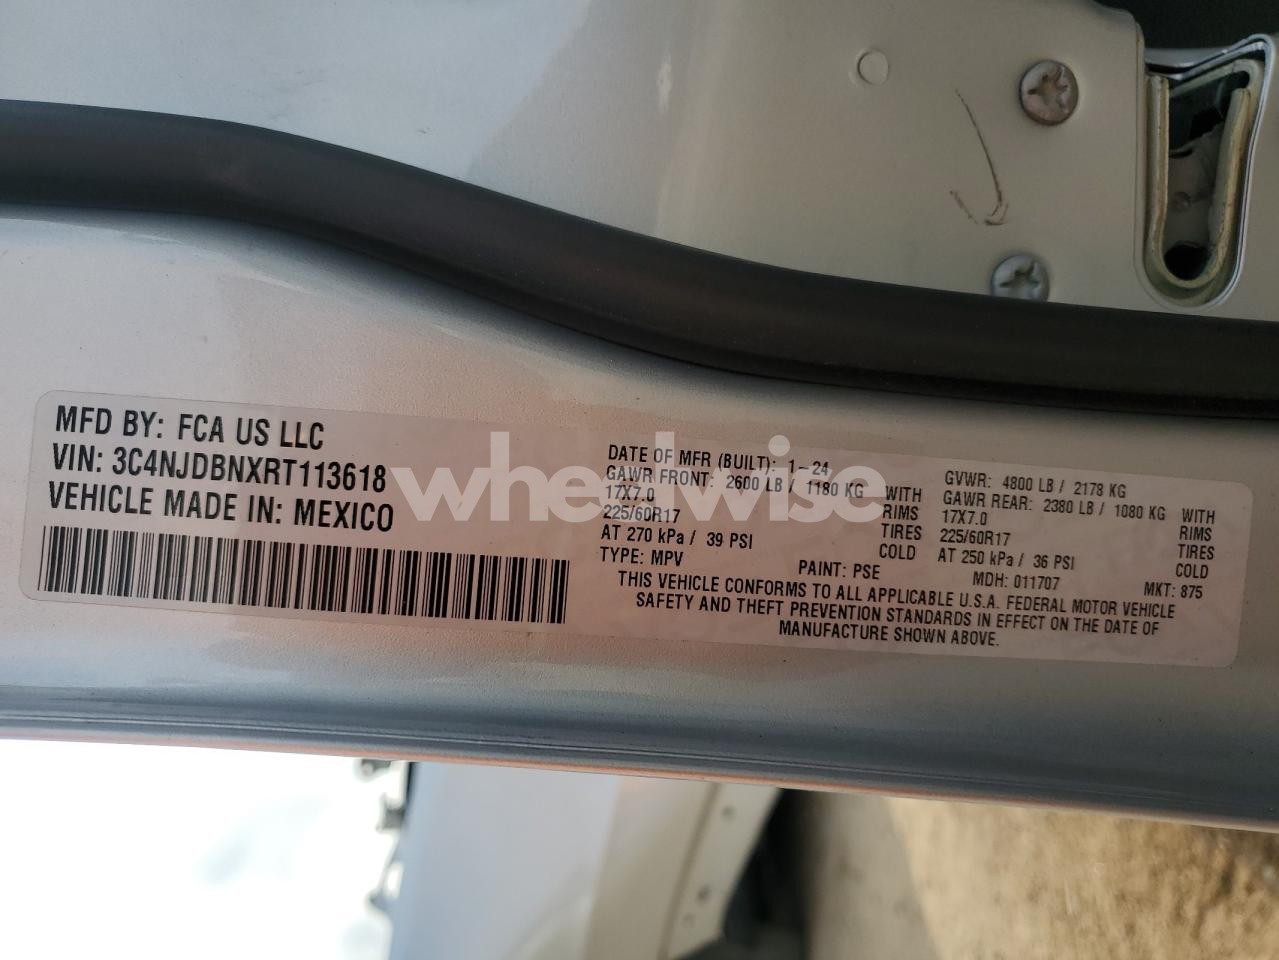 MFD BY: FCA US LLC
VIN: 3C4NJDBNXRT113618
VEHICLE MADE IN: MEXICO
DATE OF MFR (BUILT): 1-24
GAWR FRONT: 2600 LB / 1180 KG WITH
17X7.0 RIMS
225/60R17 TIRES
AT 270 kPa / 39 PSI COLD
TYPE: MPV PAINT: PSE
GVWR: 4800 LB / 2178 KG
GAWR REAR: 2380 LB / 1080 KG WITH
17X7.0 RIMS
225/60R17 TIRES
AT 250 kPa / 36 PSI COLD
MDH: 011707 MKT: 875
THIS VEHICLE CONFORMS TO ALL APPLICABLE U.S.A. FEDERAL MOTOR VEHICLE
SAFETY AND THEFT PREVENTION STANDARDS IN EFFECT ON THE DATE OF
MANUFACTURE SHOWN ABOVE.
wheelwise